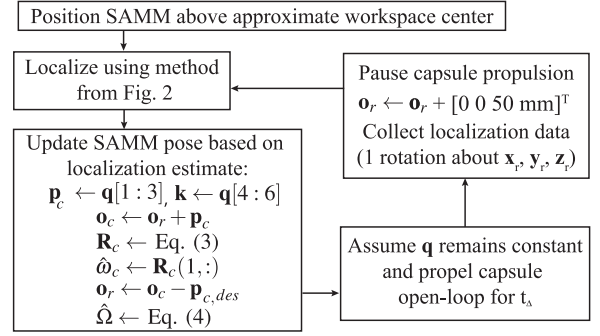 Position SAMM above approximate workspace center
Localize using method
from Fig. 2
Update SAMM pose based on
localization estimate:
p_c ← q[1 : 3], k ← q[4 : 6]
o_c ← o_r + p_c
R_c ← Eq. (3)
ω̂_c ← R_c(1,:)
o_r ← o_c − p_{c,des}
Ω̂ ← Eq. (4)
Assume q remains constant
and propel capsule
open-loop for t_Δ
Pause capsule propulsion
o_r ← o_r + [0 0 50 mm]^T
Collect localization data
(1 rotation about x_r, y_r, z_r)